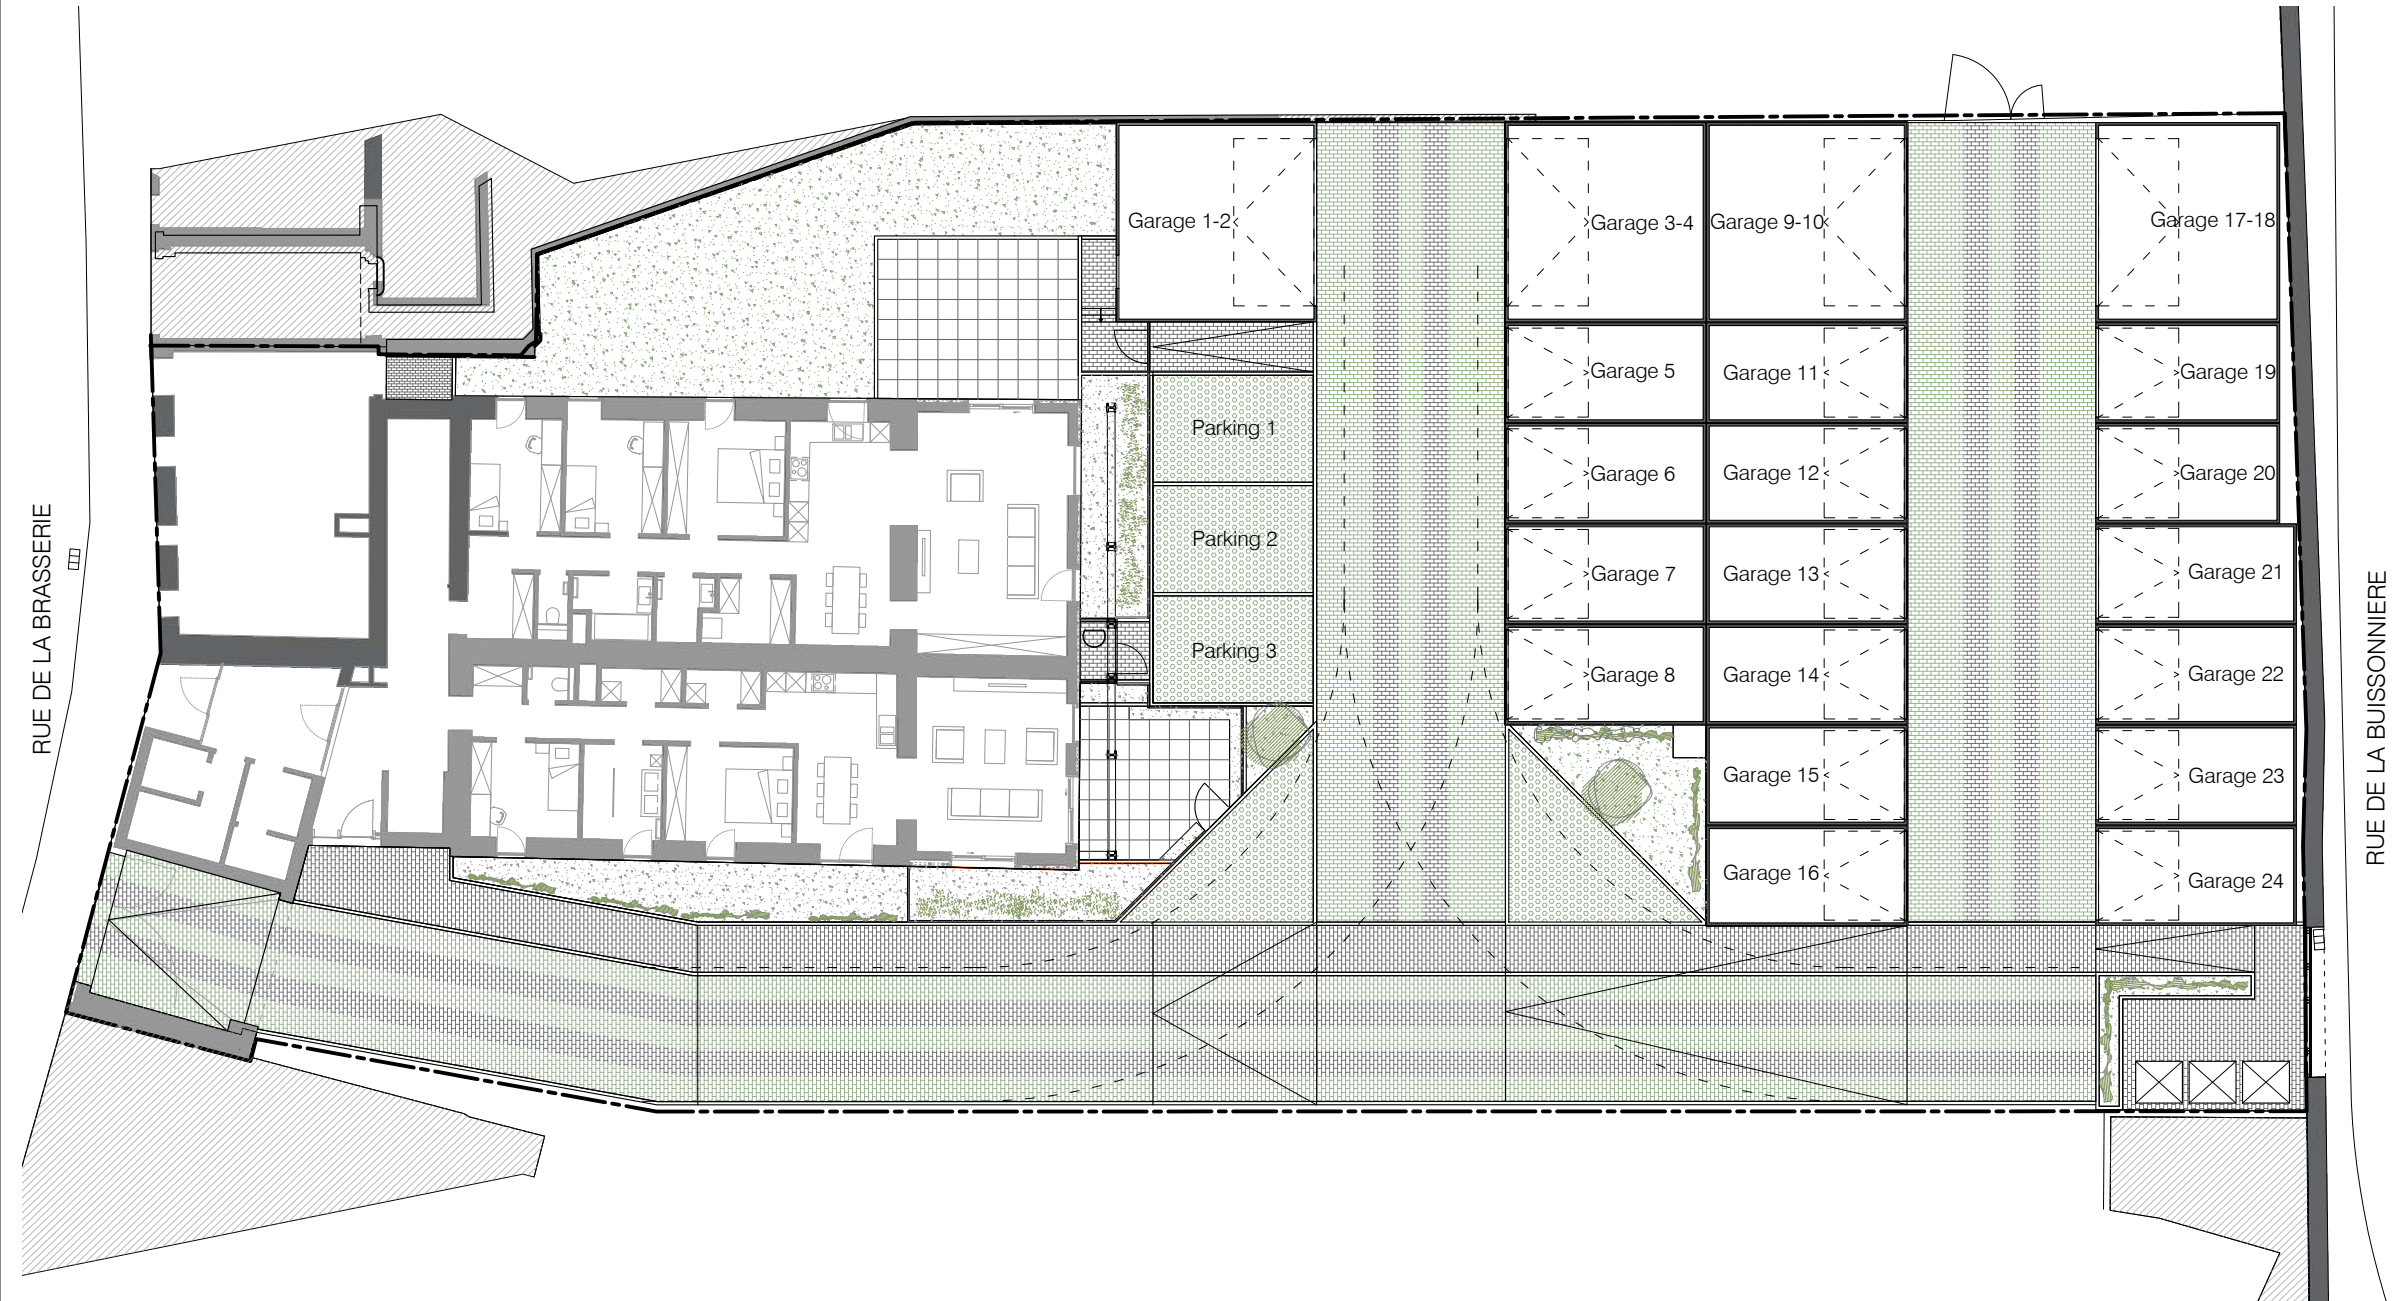 RUE DE LA BRASSERIE
Garage 1-2
Garage 3-4
Garage 9-10
Garage 17-18
Garage 5
Garage 11
Garage 19
Parking 1
Garage 6
Garage 12
Garage 20
Parking 2
Garage 7
Garage 13
Garage 21
Parking 3
Garage 8
Garage 14
Garage 22
Garage 15
Garage 23
Garage 16
Garage 24
RUE DE LA BUISSONNIERE